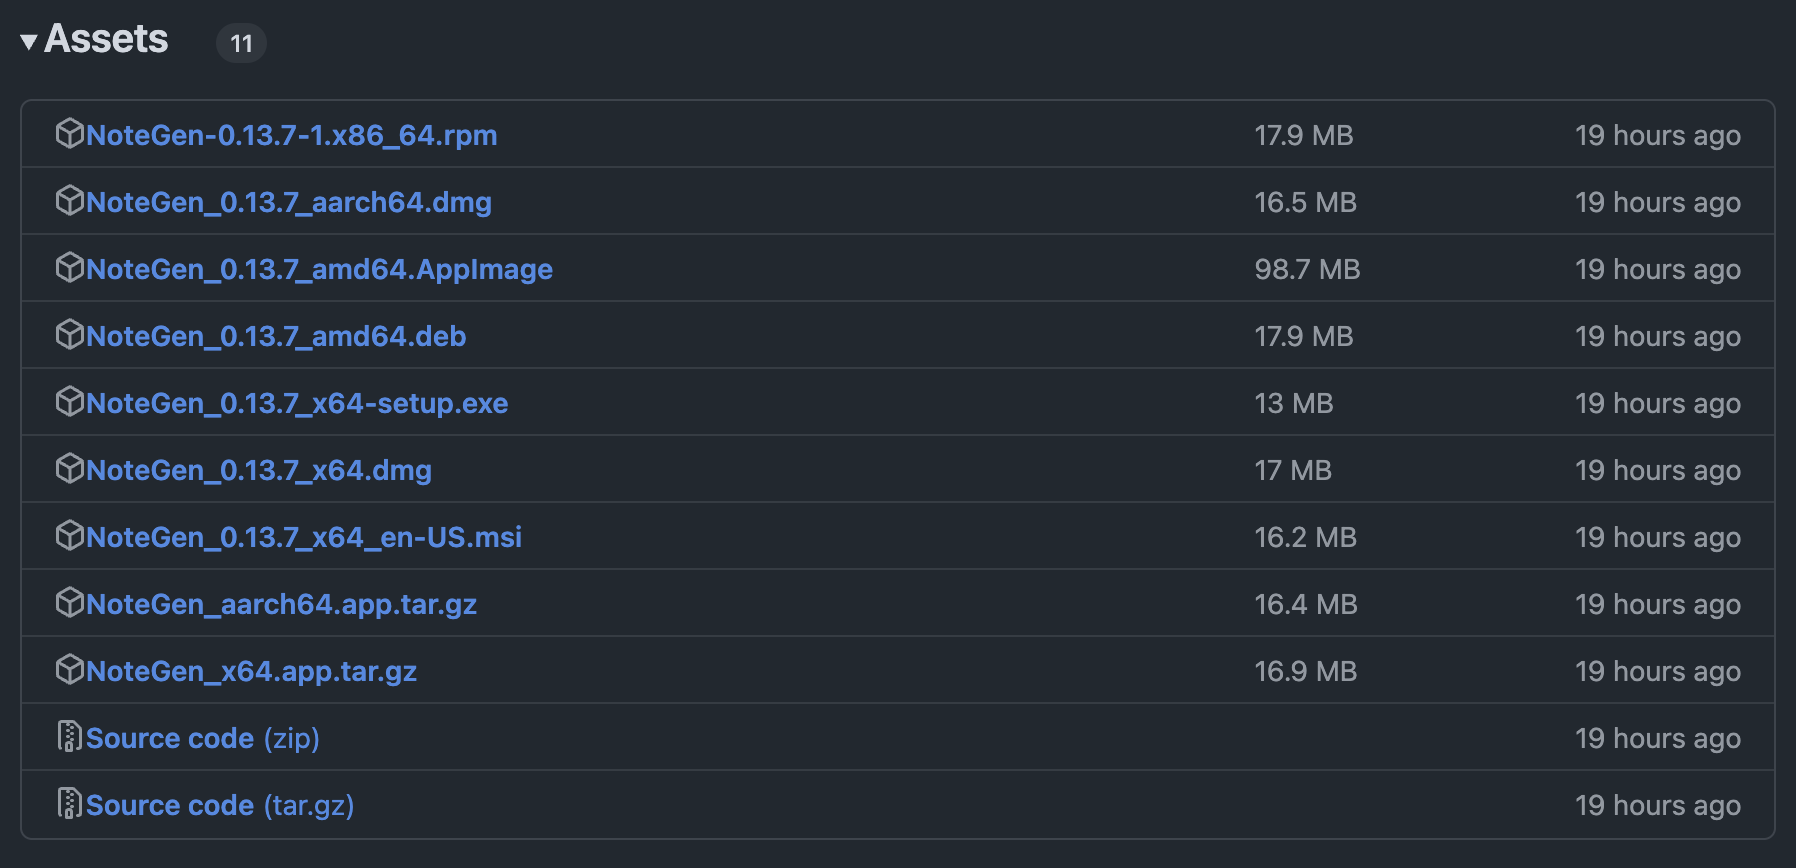 Assets 11
NoteGen-0.13.7-1.x86_64.rpm 17.9 MB 19 hours ago
NoteGen_0.13.7_aarch64.dmg 16.5 MB 19 hours ago
NoteGen_0.13.7_amd64.AppImage 98.7 MB 19 hours ago
NoteGen_0.13.7_amd64.deb 17.9 MB 19 hours ago
NoteGen_0.13.7_x64-setup.exe 13 MB 19 hours ago
NoteGen_0.13.7_x64.dmg 17 MB 19 hours ago
NoteGen_0.13.7_x64_en-US.msi 16.2 MB 19 hours ago
NoteGen_aarch64.app.tar.gz 16.4 MB 19 hours ago
NoteGen_x64.app.tar.gz 16.9 MB 19 hours ago
Source code (zip) 19 hours ago
Source code (tar.gz) 19 hours ago